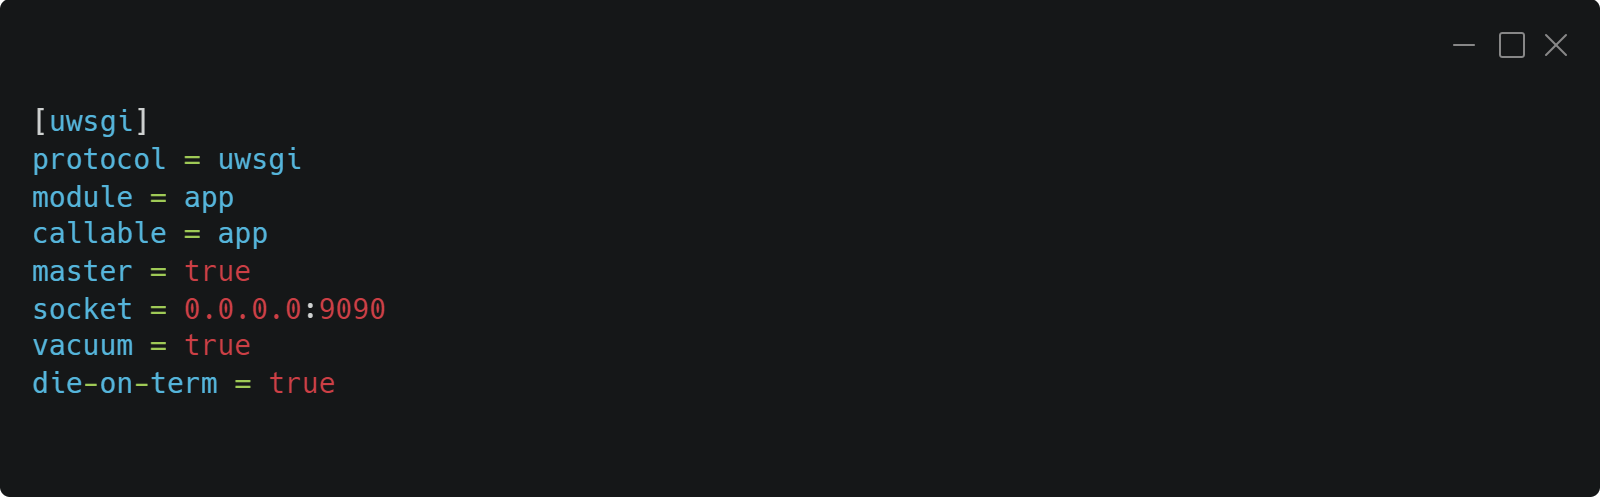 [uwsgi]
protocol = uwsgi
module = app
callable = app
master = true
socket = 0.0.0.0:9090
vacuum = true
die-on-term = true